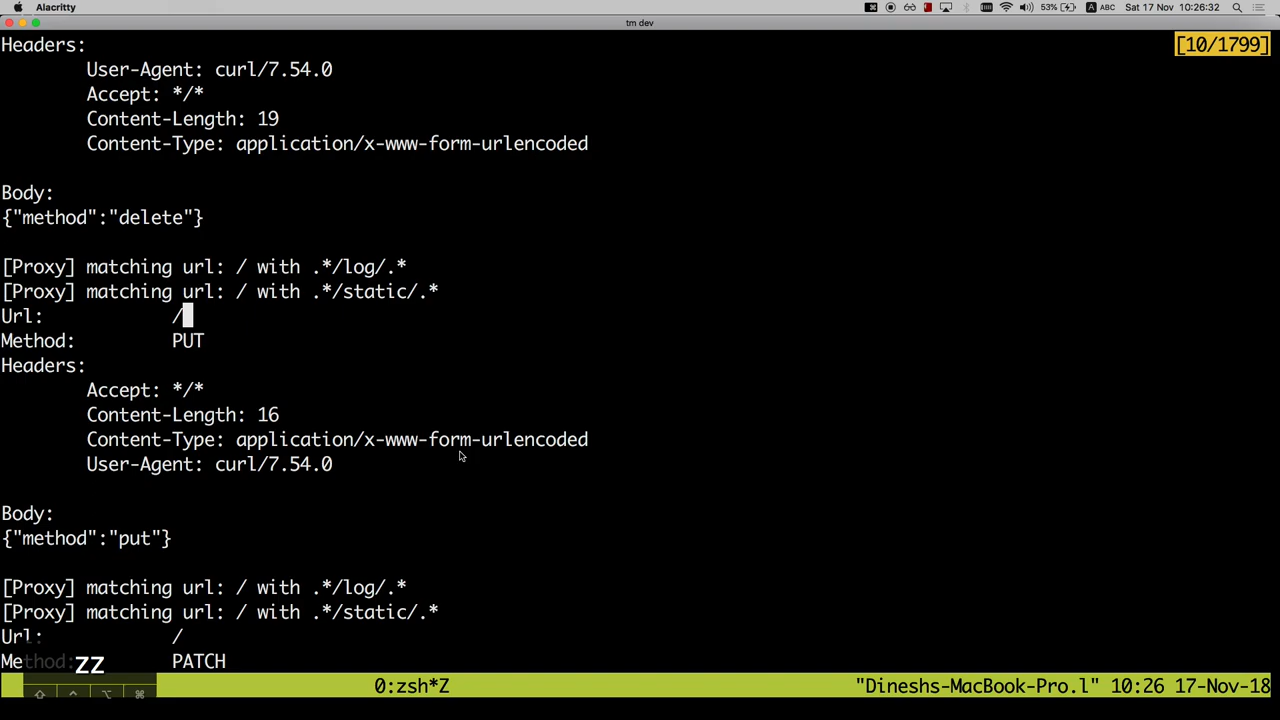 Alacritty 53% A ABC Sat 17 Nov 10:26:32
tm dev
Headers: [10/1799]
User-Agent: curl/7.54.0
Accept: */*
Content-Length: 19
Content-Type: application/x-www-form-urlencoded
Body:
{"method":"delete"}
[Proxy] matching url: / with .*/log/.*
[Proxy] matching url: / with .*/static/.*
Url: /
Method: PUT
Headers:
Accept: */*
Content-Length: 16
Content-Type: application/x-www-form-urlencoded
User-Agent: curl/7.54.0
Body:
{"method":"put"}
[Proxy] matching url: / with .*/log/.*
[Proxy] matching url: / with .*/static/.*
Url: /
Method: PATCH
zz
0:zsh*Z "Dineshs-MacBook-Pro.l" 10:26 17-Nov-18